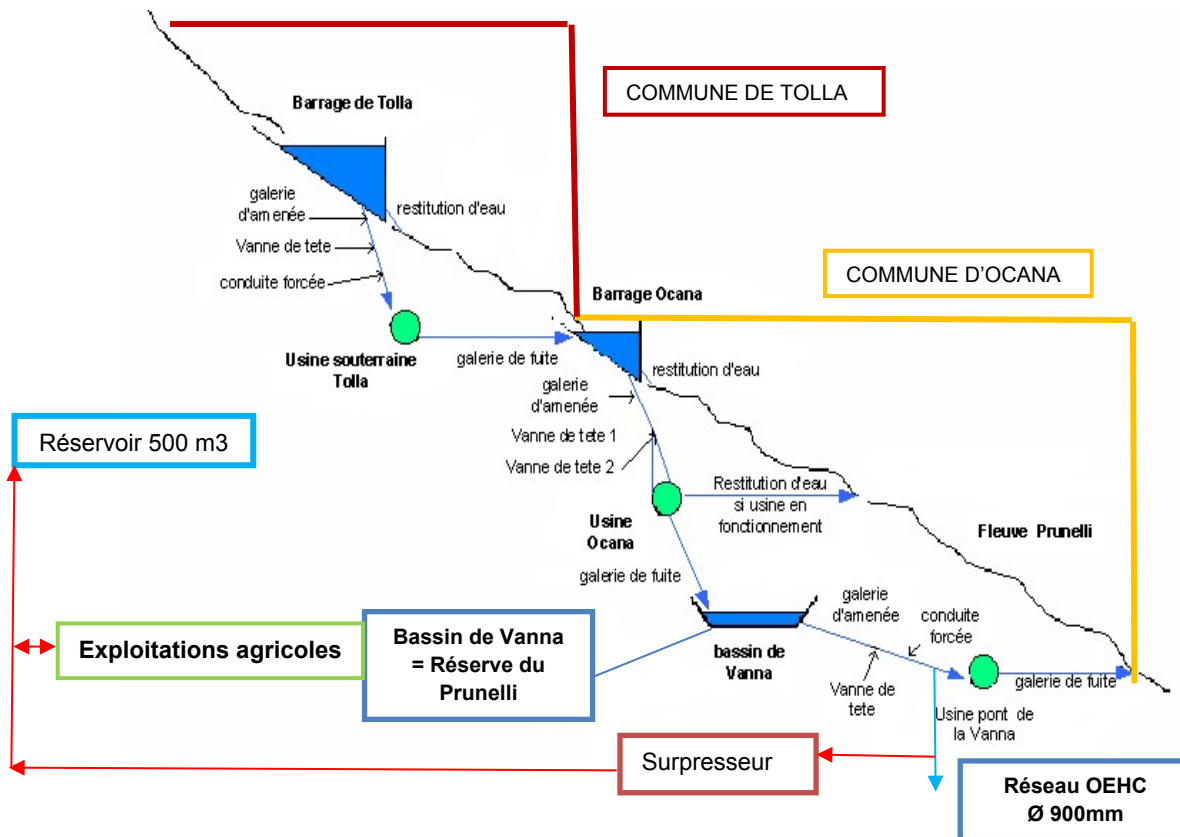 COMMUNE DE TOLLA
Barrage de Tolla
galerie
d'amenée
restitution d'eau
Vanne de tete
conduite forcée
COMMUNE D'OCANA
Barrage Ocana
Usine souterraine
Tolla
galerie de fuite
restitution d'eau
galerie
d'amenée
Réservoir 500 m3
Vanne de tete 1
Vanne de tete 2
Restitution d'eau
si usine en
fonctionnement
Usine
Ocana
Fleuve Prunelli
galerie de fuite
galerie
d'amenée
conduite
forcée
Exploitations agricoles
Bassin de Vanna
= Réserve du
Prunelli
bassin de
Vanna
Vanne de
tete
galerie de fuite
Usine pont de
la Vanna
Surpresseur
Réseau OEHC
Ø 900mm